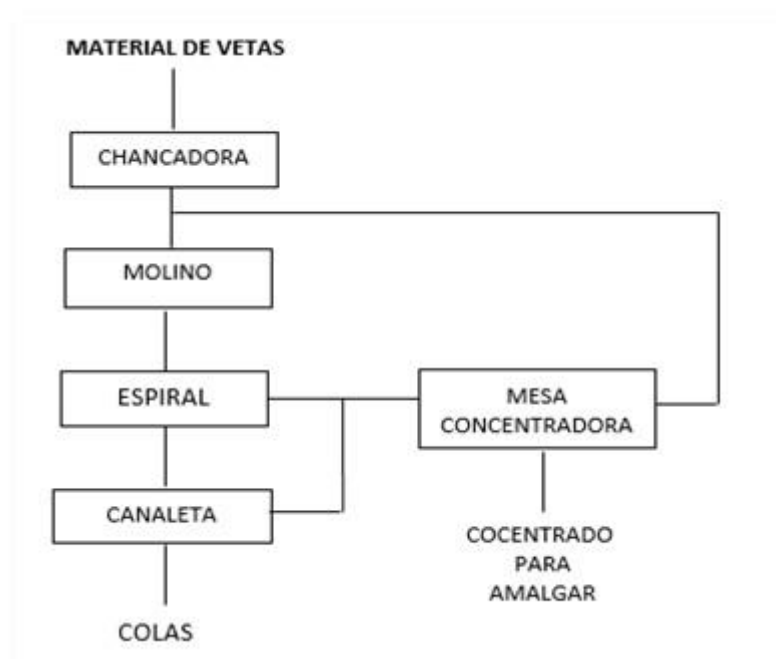 MATERIAL DE VETAS
CHANCADORA
MOLINO
ESPIRAL
MESA
CONCENTRADORA
CANALETA
COCENTRADO
PARA
AMALGAR
COLAS